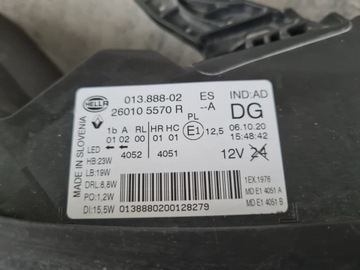 HELLA 013.888-02 ES IND:AD
26010 5570 R --A DG
PL
1b A RL HR HC E1 12,5 06.10.20
01 02 00 01 01 15:48:42
LED 4052 4051 12V 24
HB:23W
LB:19W
DRL:8,8W 1EX.1976
PO:1,2W MD E1 4051 A
DI:15,5W 0138880200128279 MD E1 4051 B
MADE IN SLOVENIA